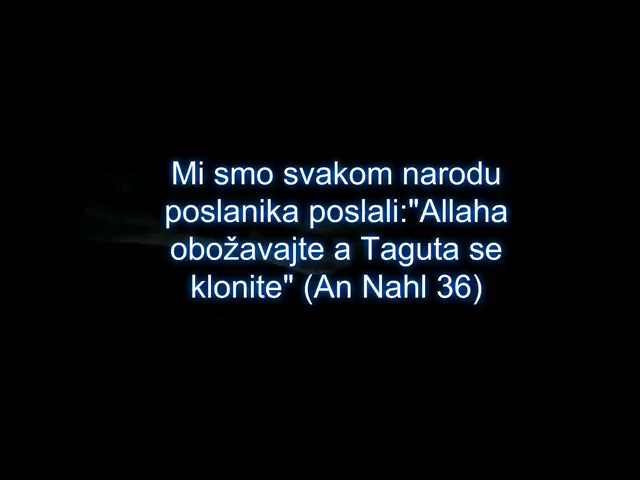 Mi smo svakom narodu
poslanika poslali:"Allaha
obožavajte a Taguta se
klonite" (An Nahl 36)